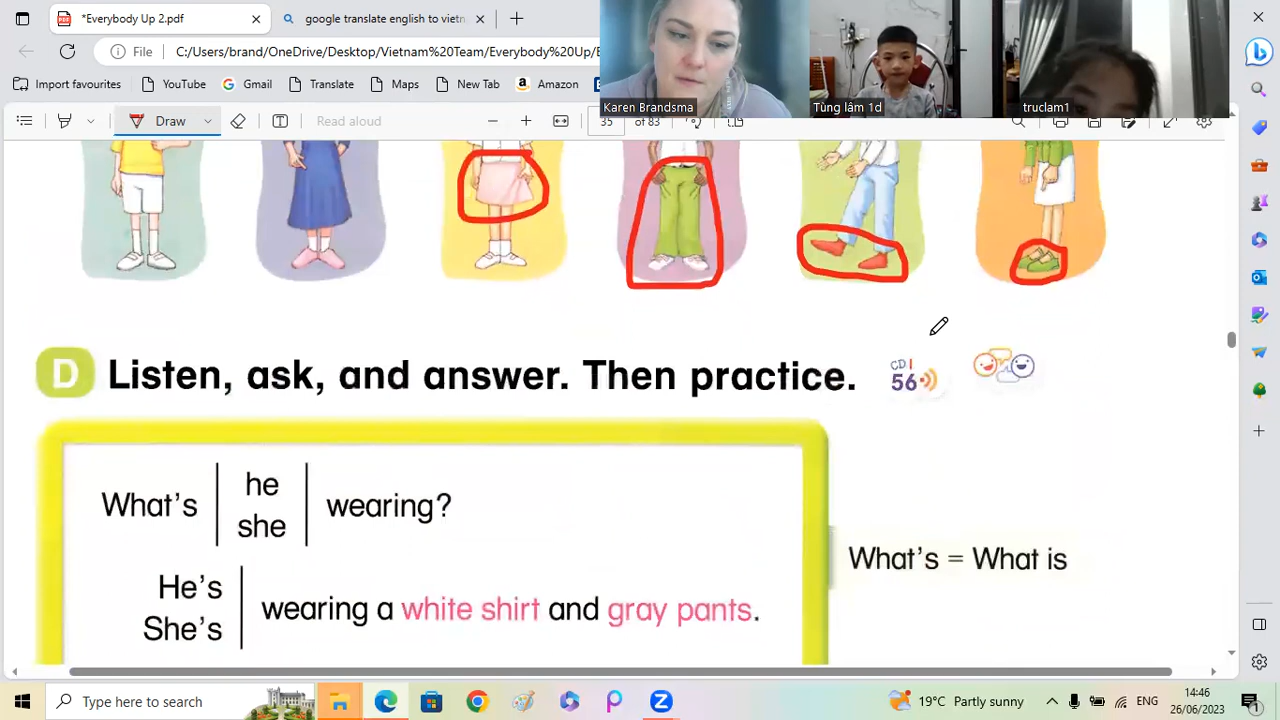 *Everybody Up 2.pdf
google translate english to vietn
File
C:/Users/brand/OneDrive/Desktop/Vietnam%20Team/Everybody%20Up/E
Import favourites
YouTube
Gmail
Translate
Maps
New Tab
Amazon
Karen Brandsma
Tùng lâm 1d
truclam1
Draw
Read aloud
35
of 83
D Listen, ask, and answer. Then practice.
CD 1
56
What's he wearing?
she
He's
She's wearing a white shirt and gray pants.
What's = What is
Type here to search
19°C Partly sunny
ENG
14:46
26/06/2023